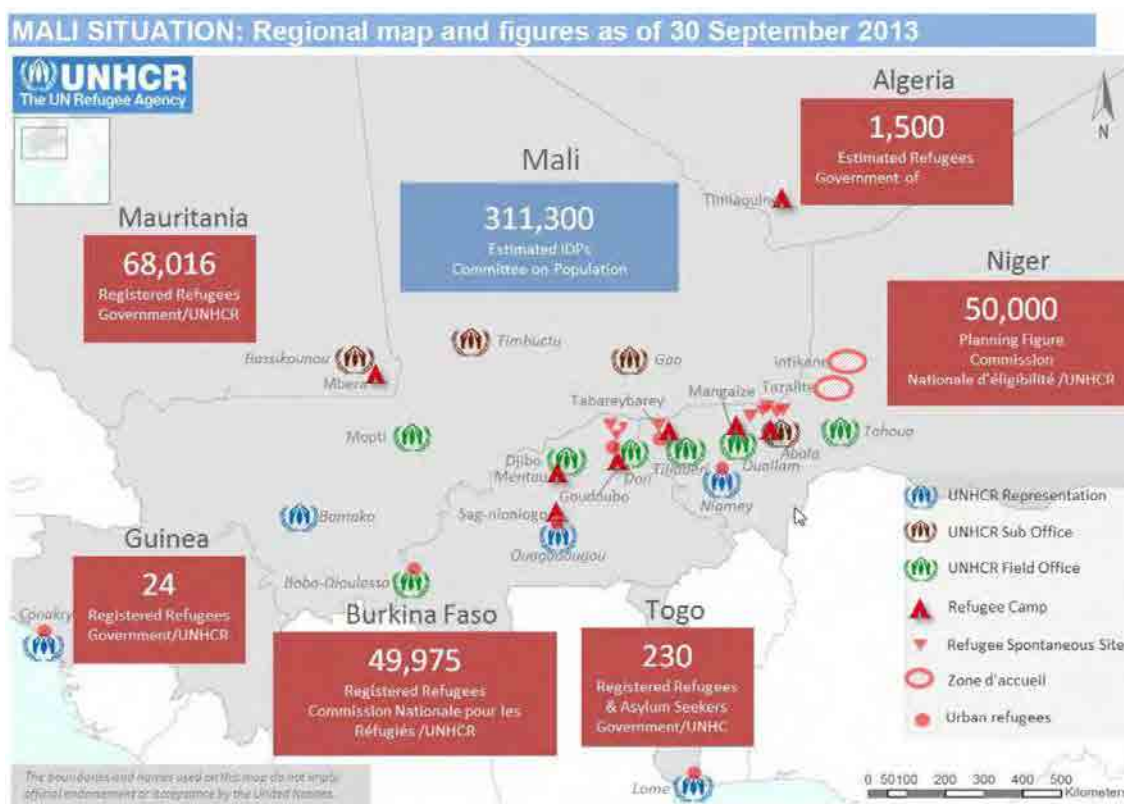 MALI SITUATION: Regional map and figures as of 30 September 2013
UNHCR
The UN Refugee Agency
Algeria
1,500
Estimated Refugees
Government of
N
Mali
311,300
Estimated IDPs
Committee on Population
Timiaquine
Mauritania
68,016
Registered Refugees
Government/UNHCR
Niger
50,000
Planning Figure
Commission
Nationale d'éligibilité /UNHCR
Bassikounou
Mbera
Timbuctu
Gao
Intikane
Tazalite
Mangaize
Tabareybarey
Mopti
Tahoua
Abala
Ouallam
Tillaberi
Dori
Djibo
Mentau
Goudoubo
Niamey
Sag-nioniogo
Ouagadougou
Bamako
Bobo-Dioulasso
Guinea
24
Registered Refugees
Government/UNHCR
Conakry
Burkina Faso
49,975
Registered Refugees
Commission Nationale pour les
Réfugiés /UNHCR
Togo
230
Registered Refugees
& Asylum Seekers
Government/UNHC
Lome
UNHCR Representation
UNHCR Sub Office
UNHCR Field Office
Refugee Camp
Refugee Spontaneous Site
Zone d'accueil
Urban refugees
The boundaries and names used on this map do not imply
official endorsement or acceptance by the United Nations.
0 50 100 200 300 400 500
Kilometers